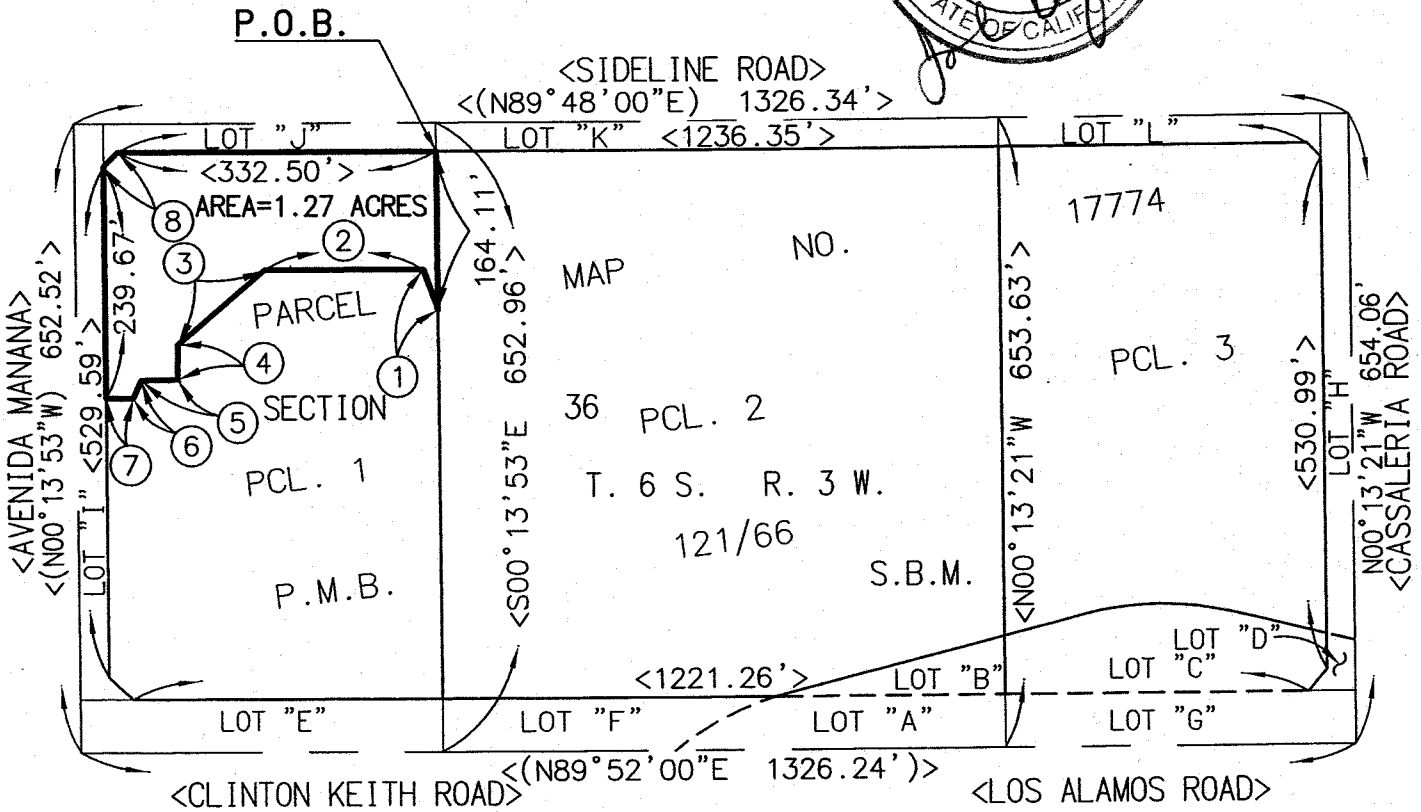 P.O.B.
ATE OF CALIF
<SIDELINE ROAD>
<(N89°48'00"E) 1326.34'>
LOT "J"
LOT "K"
<1236.35'>
LOT "L"
<332.50'>
AREA=1.27 ACRES
8
2
3
239.67'
164.11'
17774
MAP
NO.
PARCEL
PCL. 3
4
1
5
SECTION
6
7
36
PCL. 2
PCL. 1
T. 6 S. R. 3 W.
121/66
P.M.B.
S.B.M.
<AVENIDA MANANA>
<(N00°13'53"W) 652.52'>
<529.59'>
LOT "I"
<S00°13'53"E 652.96'>
<N00°13'21"W 653.63'>
<530.99'>
LOT "H"
N00°13'21"W 654.06'
<CASSALERIA ROAD>
LOT "D"
LOT "C"
LOT "B"
<1221.26'>
LOT "E"
LOT "F"
LOT "A"
LOT "G"
<(N89°52'00"E 1326.24')>
<CLINTON KEITH ROAD>
<LOS ALAMOS ROAD>